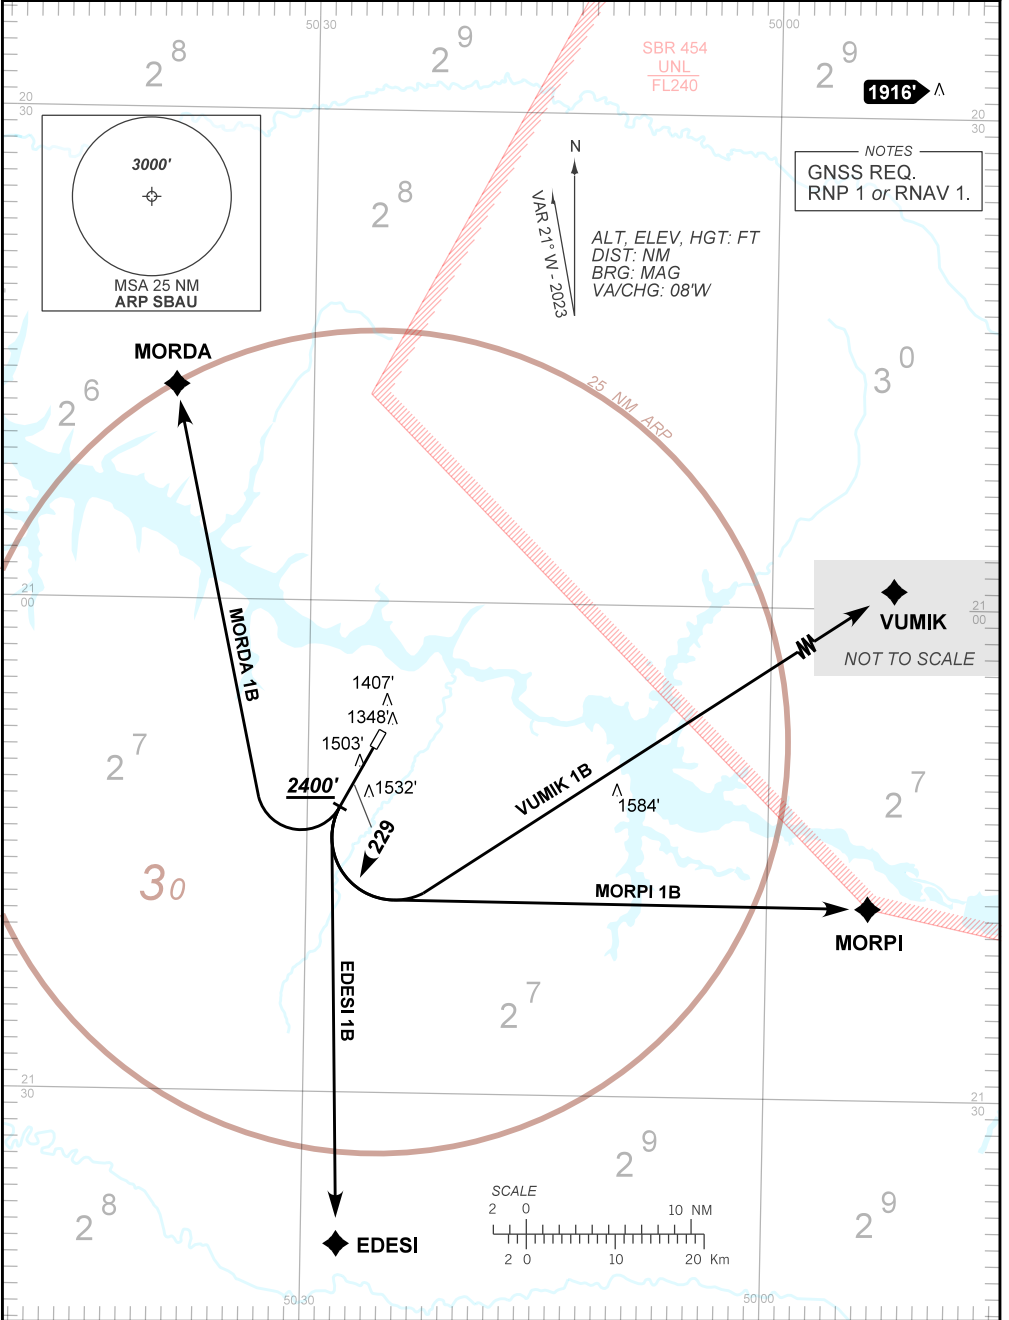 50 30
50 00
2 8
2 9
SBR 454
UNL
FL240
2 9
1916'
20
30
20
30
3000'
MSA 25 NM
ARP SBAU
2 8
N
VAR 21° W - 2023
ALT, ELEV, HGT: FT
DIST: NM
BRG: MAG
VA/CHG: 08'W
NOTES
GNSS REQ.
RNP 1 or RNAV 1.
MORDA
2 6
25 NM ARP
3 0
21
00
21
00
VUMIK
NOT TO SCALE
MORDA 1B
1407'
1348'
1503'
2400'
1532'
229
VUMIK 1B
1584'
2 7
2 7
30
MORPI 1B
MORPI
EDESI 1B
2 7
21
30
21
30
2 9
2 8
2 9
EDESI
SCALE
2 0 10 NM
2 0 10 20 Km
50 30
50 00